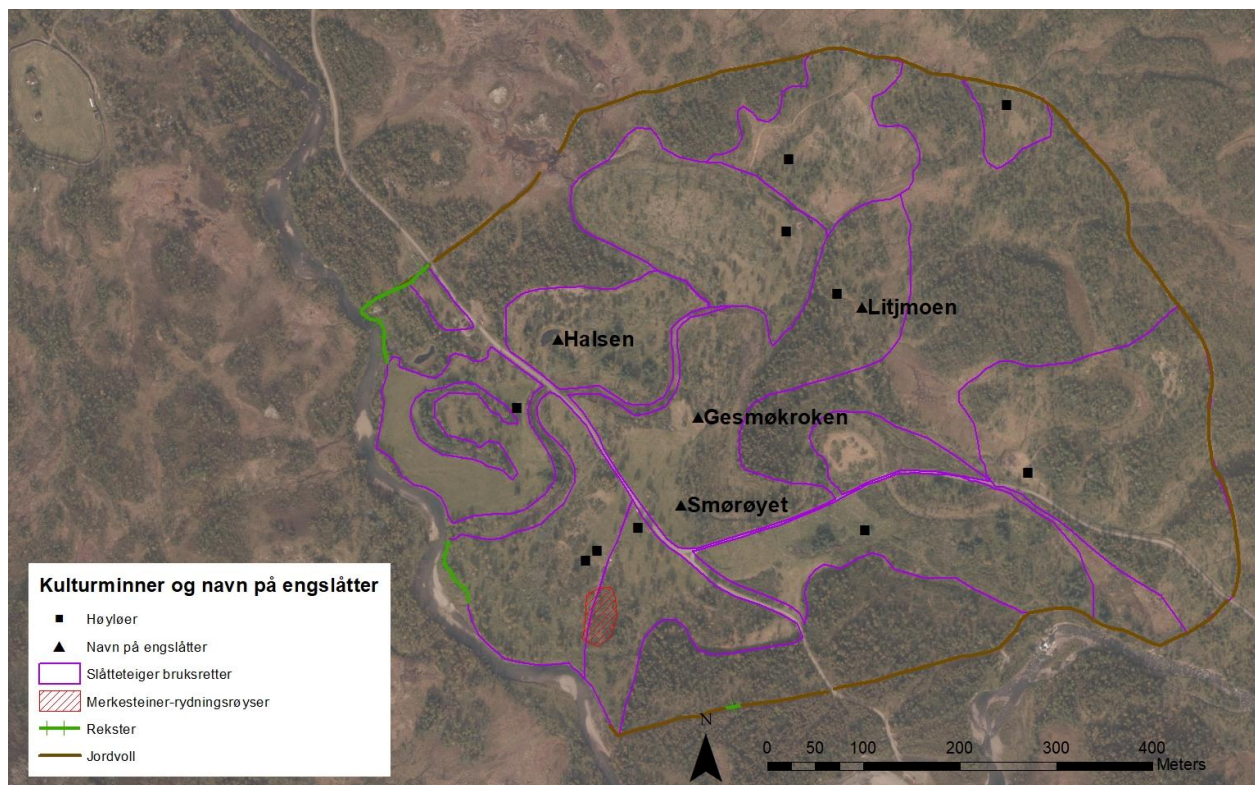 Litjmoen
Halsen
Gesmøkroken
Smørøyet
Kulturminner og navn på engslåtter
Høyløer
Navn på engslåtter
Slåtteteiger bruksretter
Merkesteiner-rydningsrøyser
Rekster
Jordvoll
N
0 50 100 200 300 400
Meters